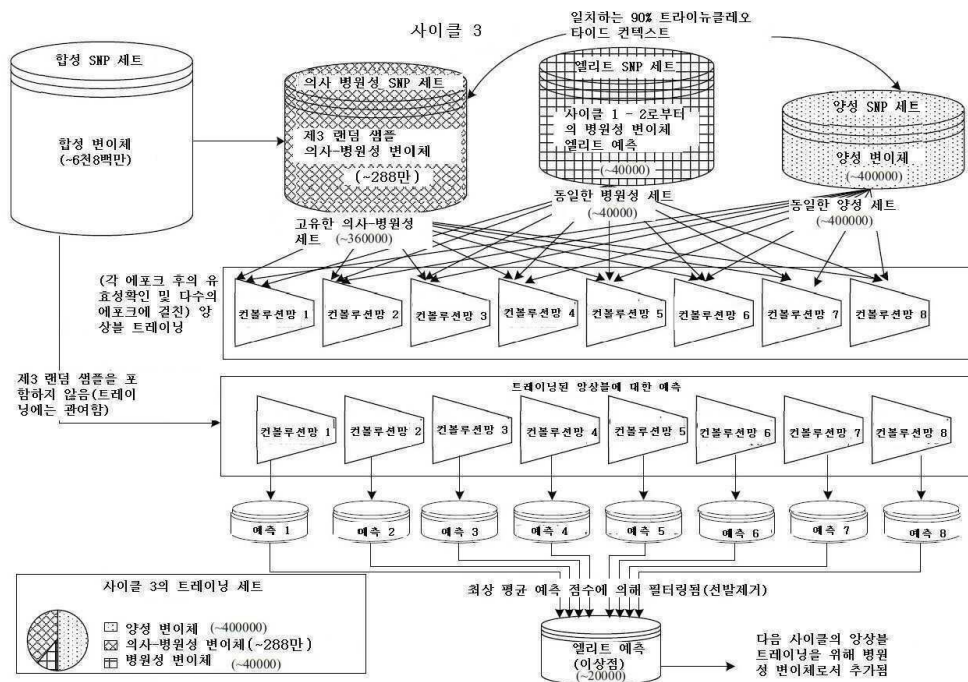 사이클 3
일치하는 90% 트라이뉴클레오
타이드 컨텍스트
합성 SNP 세트
합성 변이체
(~6천8백만)
의사 병원성 SNP 세트
제3 랜덤 샘플
의사-병원성 변이체
(~288만)
엘리트 SNP 세트
사이클 1 - 2로부터
의 병원성 변이체
엘리트 예측
(~40000)
양성 SNP 세트
양성 변이체
(~400000)
고유한 의사-병원성
세트 (~360000)
동일한 병원성 세트
(~40000)
동일한 양성 세트
(~400000)
(각 에포크 후의 유
효성확인 및 다수의
에포크에 걸친) 앙
상블 트레이닝
컨볼루션망 1
컨볼루션망 2
컨볼루션망 3
컨볼루션망 4
컨볼루션망 5
컨볼루션망 6
컨볼루션망 7
컨볼루션망 8
제3 랜덤 샘플을 포
함하지 않음(트레이
닝에는 관여함)
트레이닝된 앙상블에 대한 예측
컨볼루션망 1
컨볼루션망 2
컨볼루션망 3
컨볼루션망 4
컨볼루션망 5
컨볼루션망 6
컨볼루션망 7
컨볼루션망 8
예측 1
예측 2
예측 3
예측 4
예측 5
예측 6
예측 7
예측 8
최상 평균 예측 점수에 의해 필터링됨(선발제거)
사이클 3의 트레이닝 세트
양성 변이체 (~400000)
의사-병원성 변이체(~288만)
병원성 변이체 (~40000)
엘리트 예측
(이상점)
(~20000)
다음 사이클의 앙상블
트레이닝을 위해 병원
성 변이체로서 추가됨